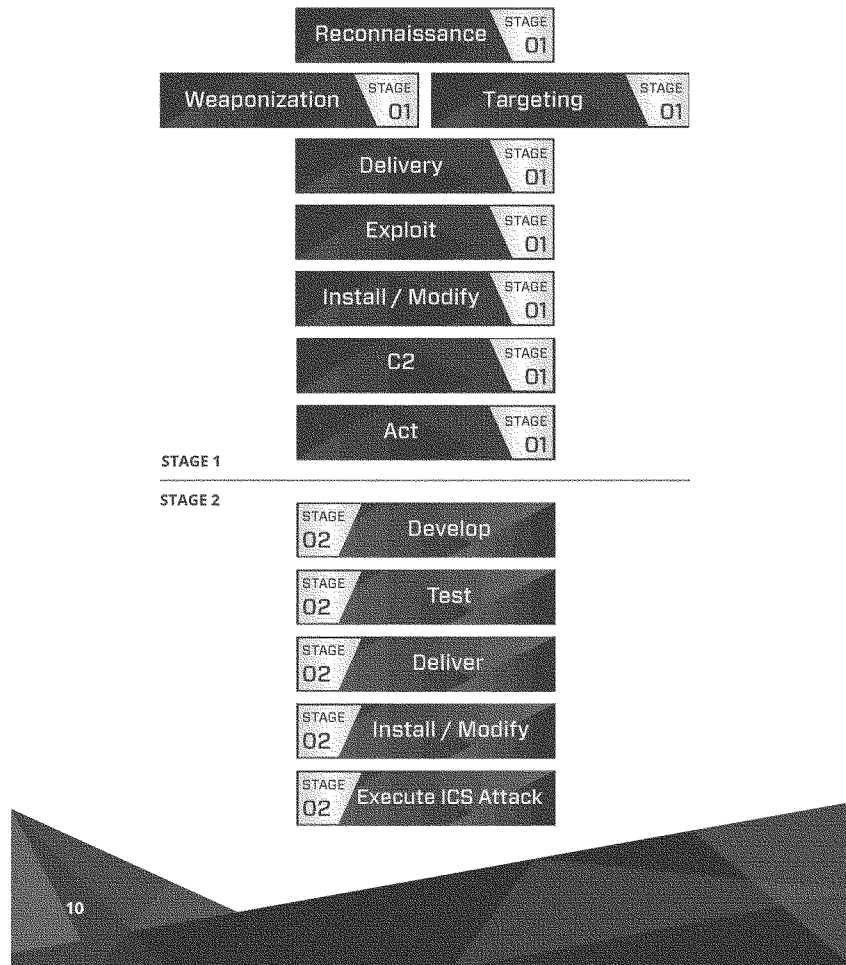 Reconnaissance STAGE 01
Weaponization STAGE 01 Targeting STAGE 01
Delivery STAGE 01
Exploit STAGE 01
Install / Modify STAGE 01
C2 STAGE 01
Act STAGE 01
STAGE 1
STAGE 2
STAGE 02 Develop
STAGE 02 Test
STAGE 02 Deliver
STAGE 02 Install / Modify
STAGE 02 Execute ICS Attack
10